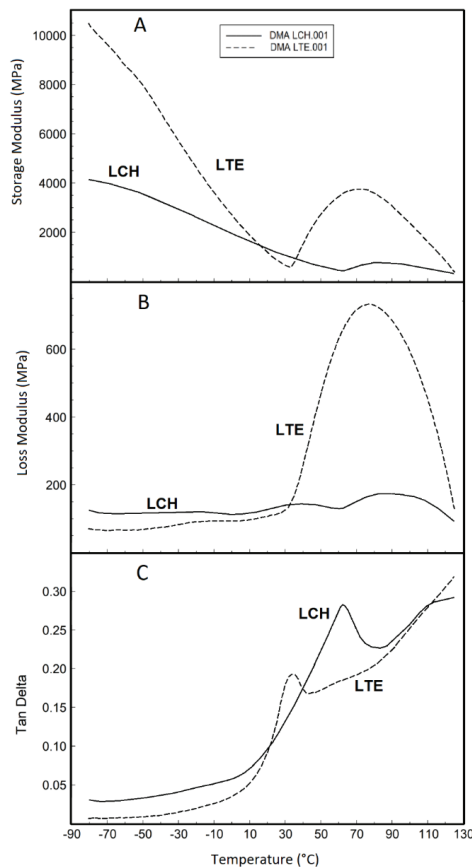 A
DMA LCH.001
DMA LTE.001
Storage Modulus (MPa)
10000
8000
6000
4000
2000
LCH
LTE
B
Loss Modulus (MPa)
600
400
200
LCH
LTE
C
Tan Delta
0.30
0.25
0.20
0.15
0.10
0.05
LCH
LTE
-90 -70 -50 -30 -10 10 30 50 70 90 110 130
Temperature (°C)